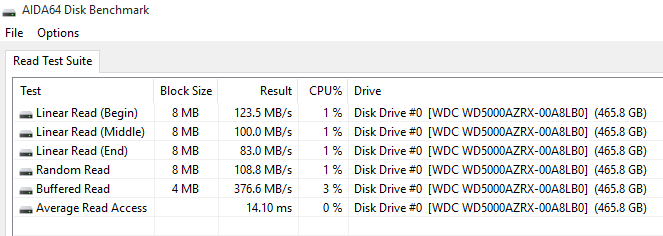 AIDA64 Disk Benchmark
File Options
Read Test Suite
Test Block Size Result CPU% Drive
Linear Read (Begin) 8 MB 123.5 MB/s 1 % Disk Drive #0 [WDC WD5000AZRX-00A8LB0] (465.8 GB)
Linear Read (Middle) 8 MB 100.0 MB/s 1 % Disk Drive #0 [WDC WD5000AZRX-00A8LB0] (465.8 GB)
Linear Read (End) 8 MB 83.0 MB/s 1 % Disk Drive #0 [WDC WD5000AZRX-00A8LB0] (465.8 GB)
Random Read 8 MB 108.8 MB/s 1 % Disk Drive #0 [WDC WD5000AZRX-00A8LB0] (465.8 GB)
Buffered Read 4 MB 376.6 MB/s 3 % Disk Drive #0 [WDC WD5000AZRX-00A8LB0] (465.8 GB)
Average Read Access 14.10 ms 0 % Disk Drive #0 [WDC WD5000AZRX-00A8LB0] (465.8 GB)